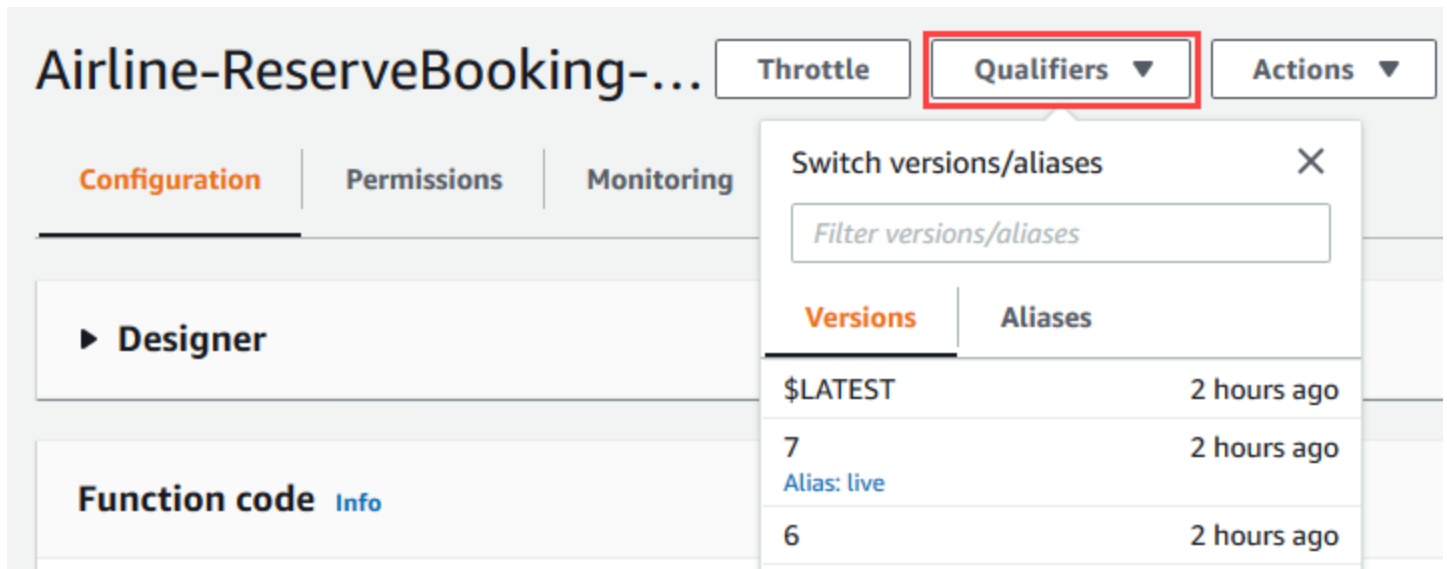 Airline-ReserveBooking-... Throttle Qualifiers ▼ Actions ▼
Configuration Permissions Monitoring
Switch versions/aliases
Filter versions/aliases
Versions Aliases
Designer
$LATEST 2 hours ago
7 2 hours ago
Alias: live
Function code Info
6 2 hours ago